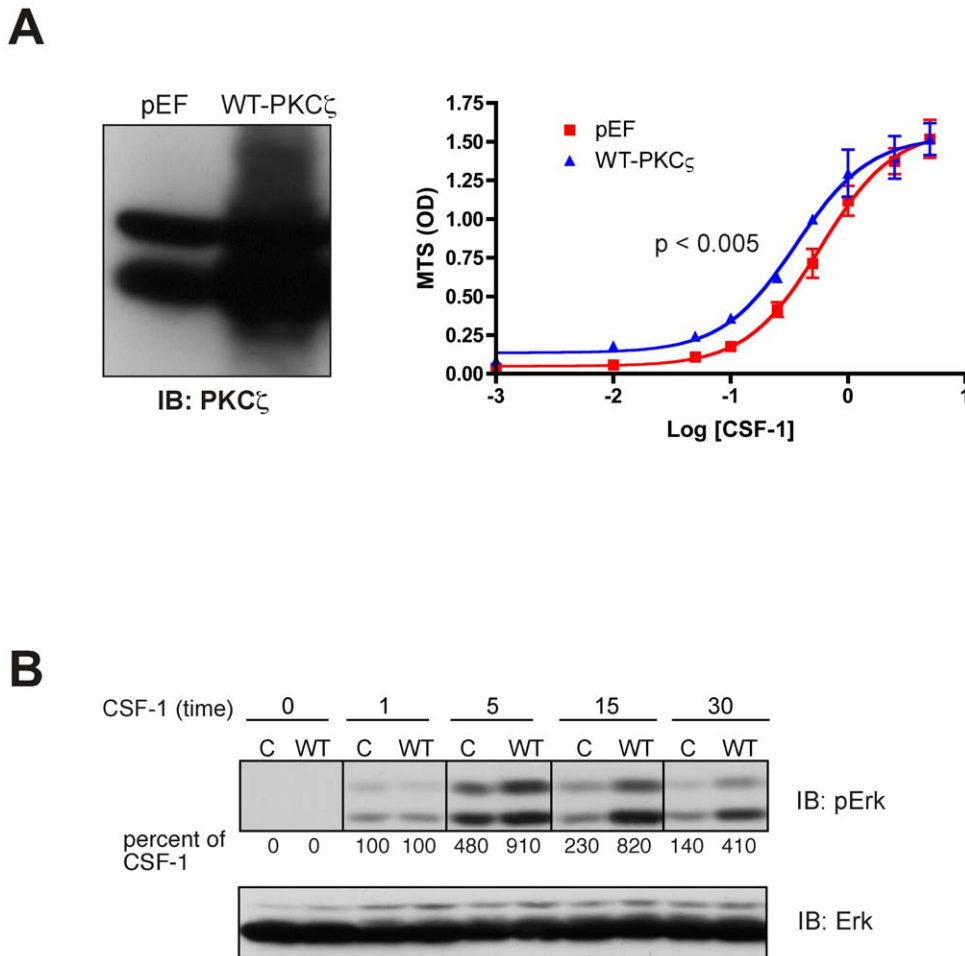 A
pEF WT-PKCζ
IB: PKCζ
MTS (OD)
1.75
1.50
1.25
1.00
0.75
0.50
0.25
0.00
pEF
WT-PKCς
p < 0.005
-3 -2 -1 0 1
Log [CSF-1]
B
CSF-1 (time) 0 1 5 15 30
C WT C WT C WT C WT C WT
IB: pErk
percent of
CSF-1
0 0 100 100 480 910 230 820 140 410
IB: Erk